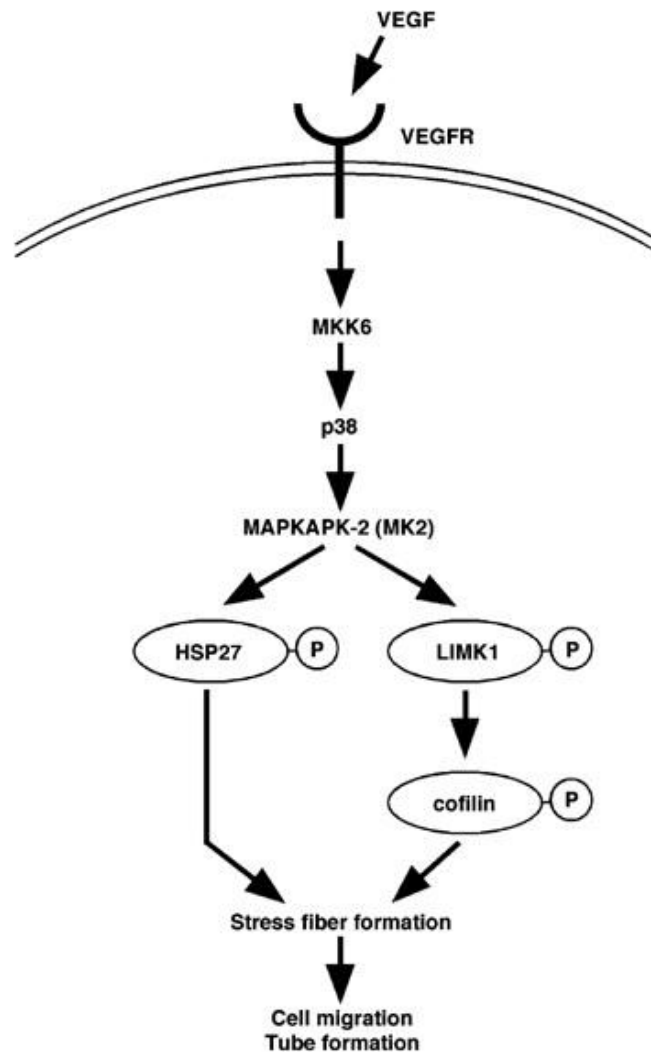 VEGF
VEGFR
MKK6
p38
MAPKAPK-2 (MK2)
HSP27 P
LIMK1 P
cofilin P
Stress fiber formation
Cell migration
Tube formation